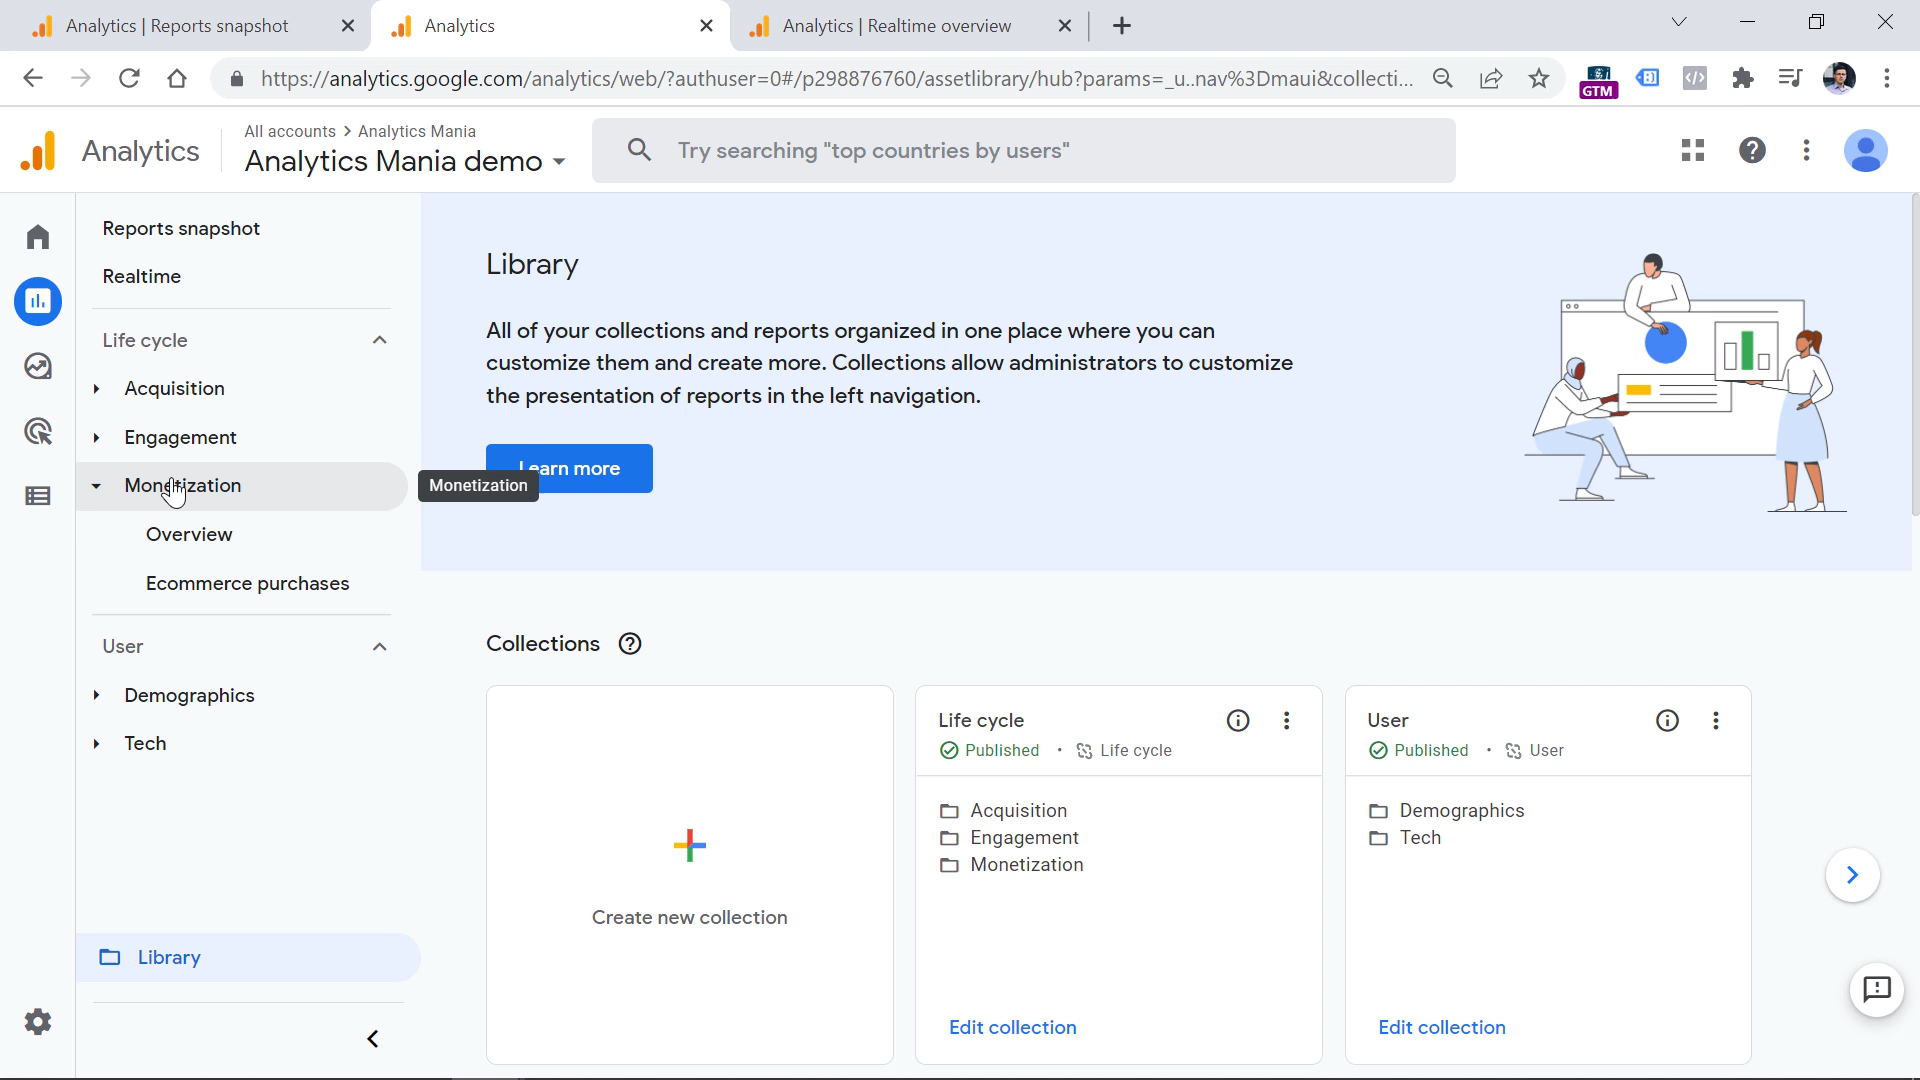 Analytics | Reports snapshot
Analytics
Analytics | Realtime overview
https://analytics.google.com/analytics/web/?authuser=0#/p298876760/assetlibrary/hub?params=_u..nav%3Dmaui&collecti...
GTM
Analytics
All accounts > Analytics Mania
Analytics Mania demo
Try searching "top countries by users"
Reports snapshot
Realtime
Life cycle
Acquisition
Engagement
Monetization
Overview
Ecommerce purchases
User
Demographics
Tech
Library
Library
All of your collections and reports organized in one place where you can
customize them and create more. Collections allow administrators to customize
the presentation of reports in the left navigation.
Learn more
Monetization
Collections
Create new collection
Life cycle
Published • Life cycle
Acquisition
Engagement
Monetization
Edit collection
User
Published • User
Demographics
Tech
Edit collection